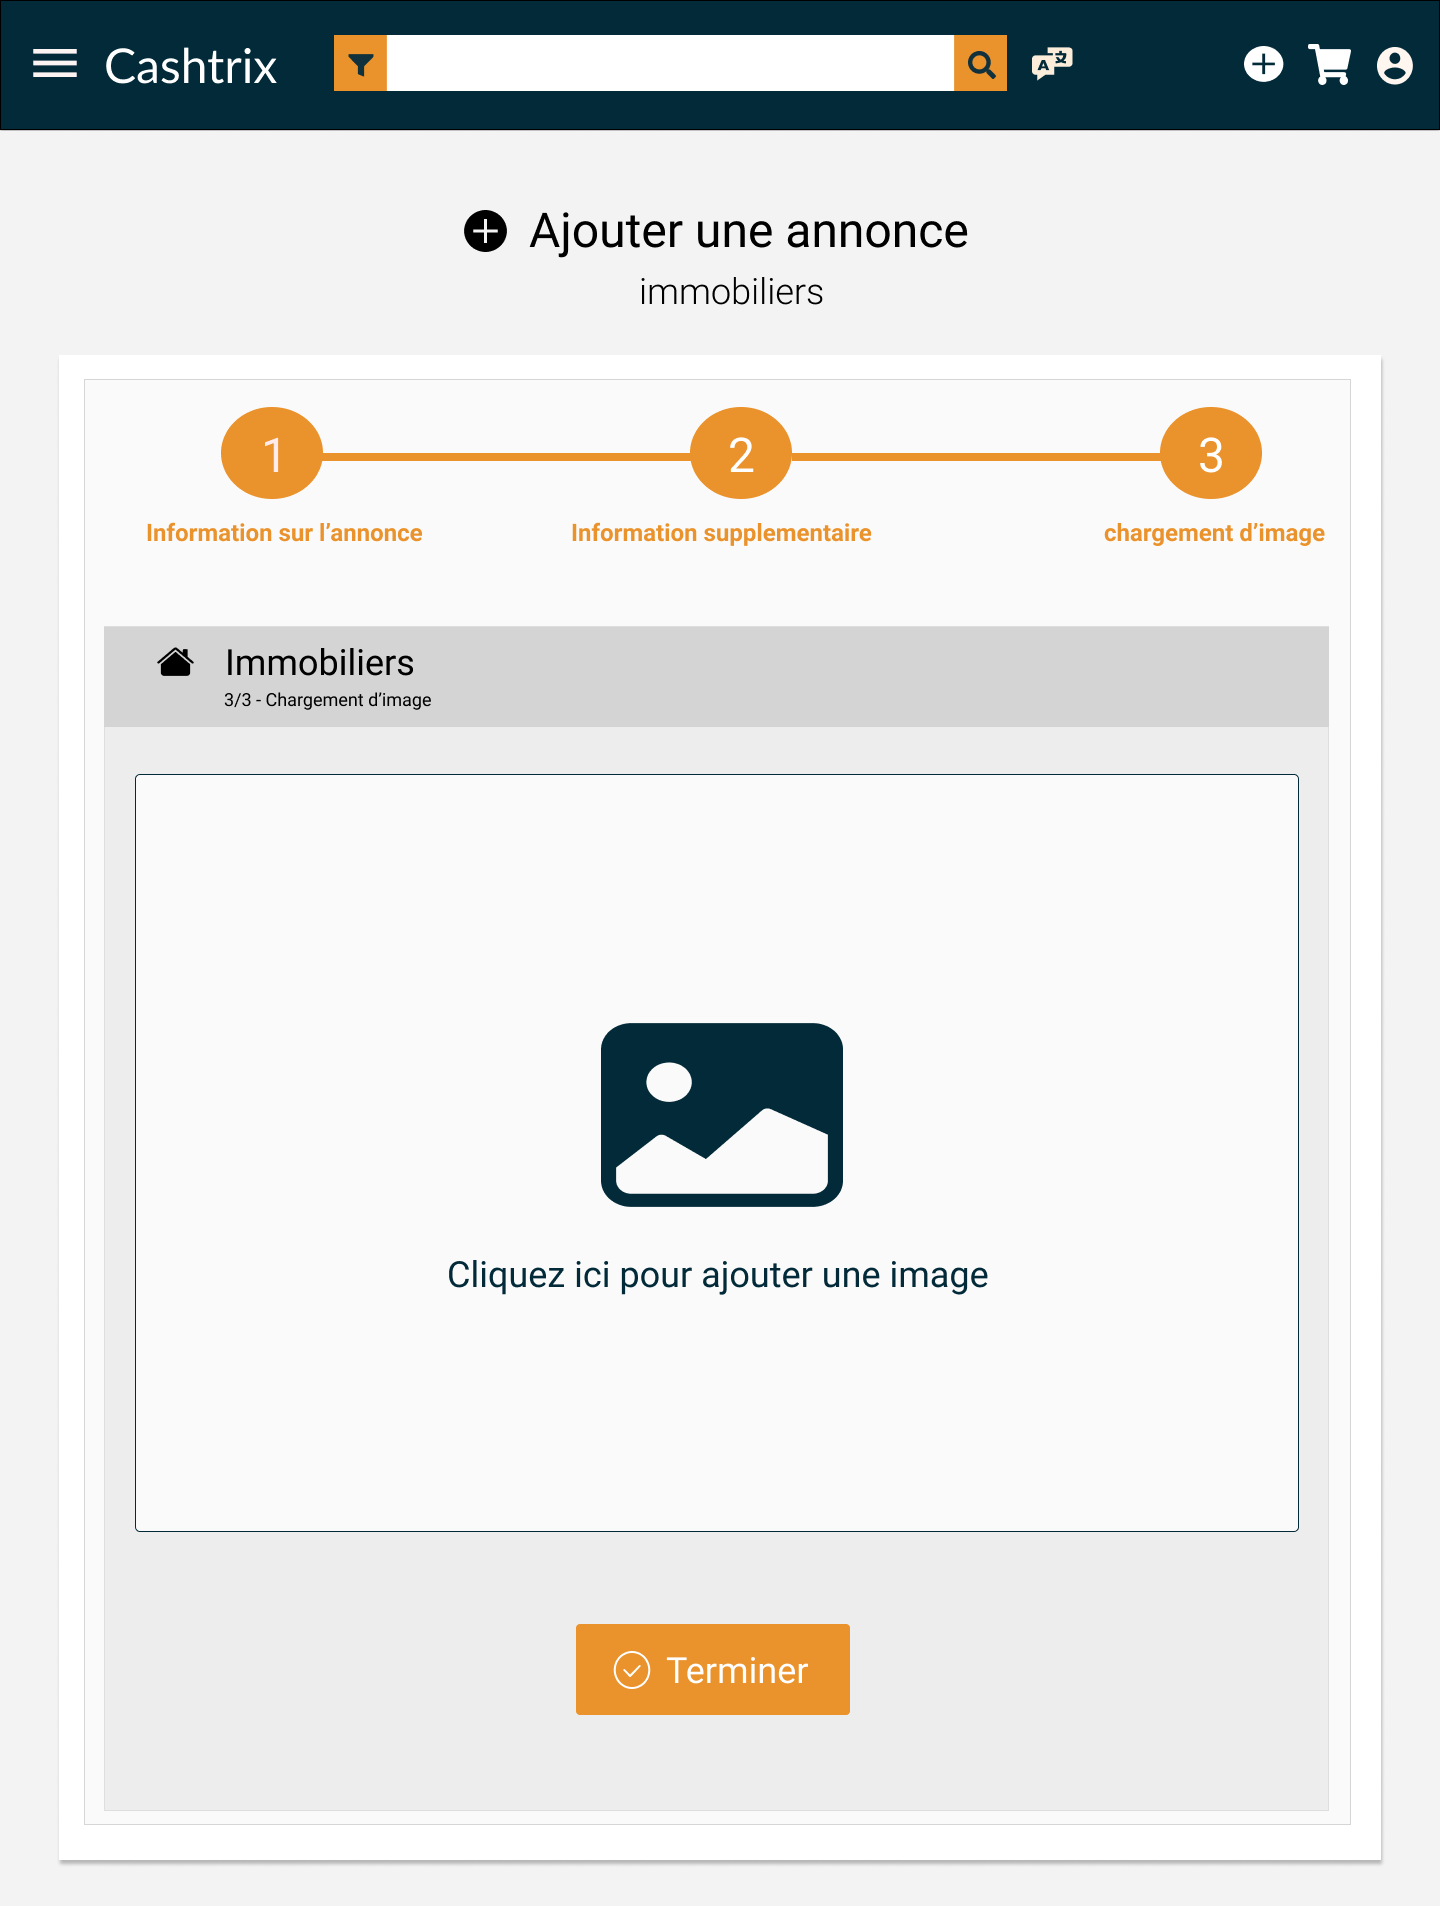 Cashtrix
Ajouter une annonce
immobiliers
1
2
3
Information sur l’annonce
Information supplementaire
chargement d’image
Immobiliers
3/3 - Chargement d’image
Cliquez ici pour ajouter une image
Terminer